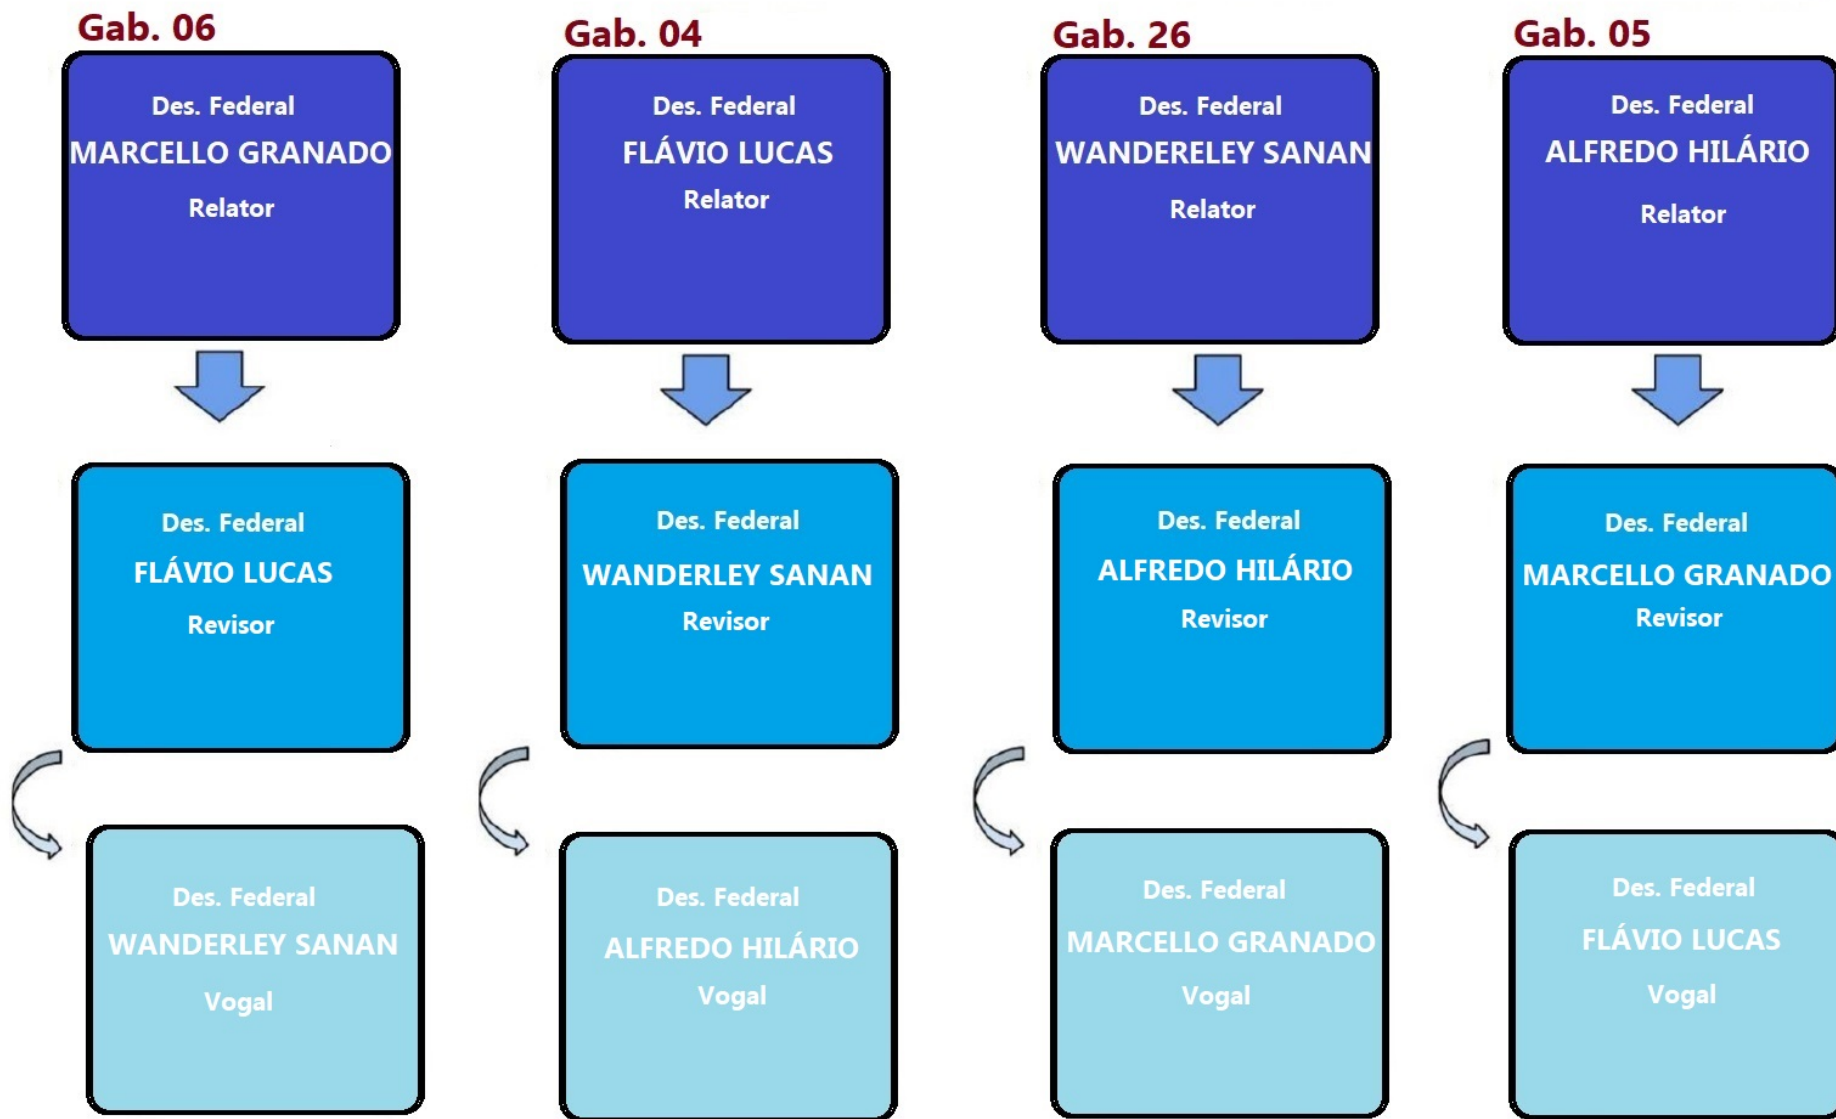 Gab. 06
Des. Federal
MARCELLO GRANADO
Relator
Des. Federal
FLÁVIO LUCAS
Revisor
Des. Federal
WANDERLEY SANAN
Vogal
Gab. 04
Des. Federal
FLÁVIO LUCAS
Relator
Des. Federal
WANDERLEY SANAN
Revisor
Des. Federal
ALFREDO HILÁRIO
Vogal
Gab. 26
Des. Federal
WANDERELEY SANAN
Relator
Des. Federal
ALFREDO HILÁRIO
Revisor
Des. Federal
MARCELLO GRANADO
Vogal
Gab. 05
Des. Federal
ALFREDO HILÁRIO
Relator
Des. Federal
MARCELLO GRANADO
Revisor
Des. Federal
FLÁVIO LUCAS
Vogal